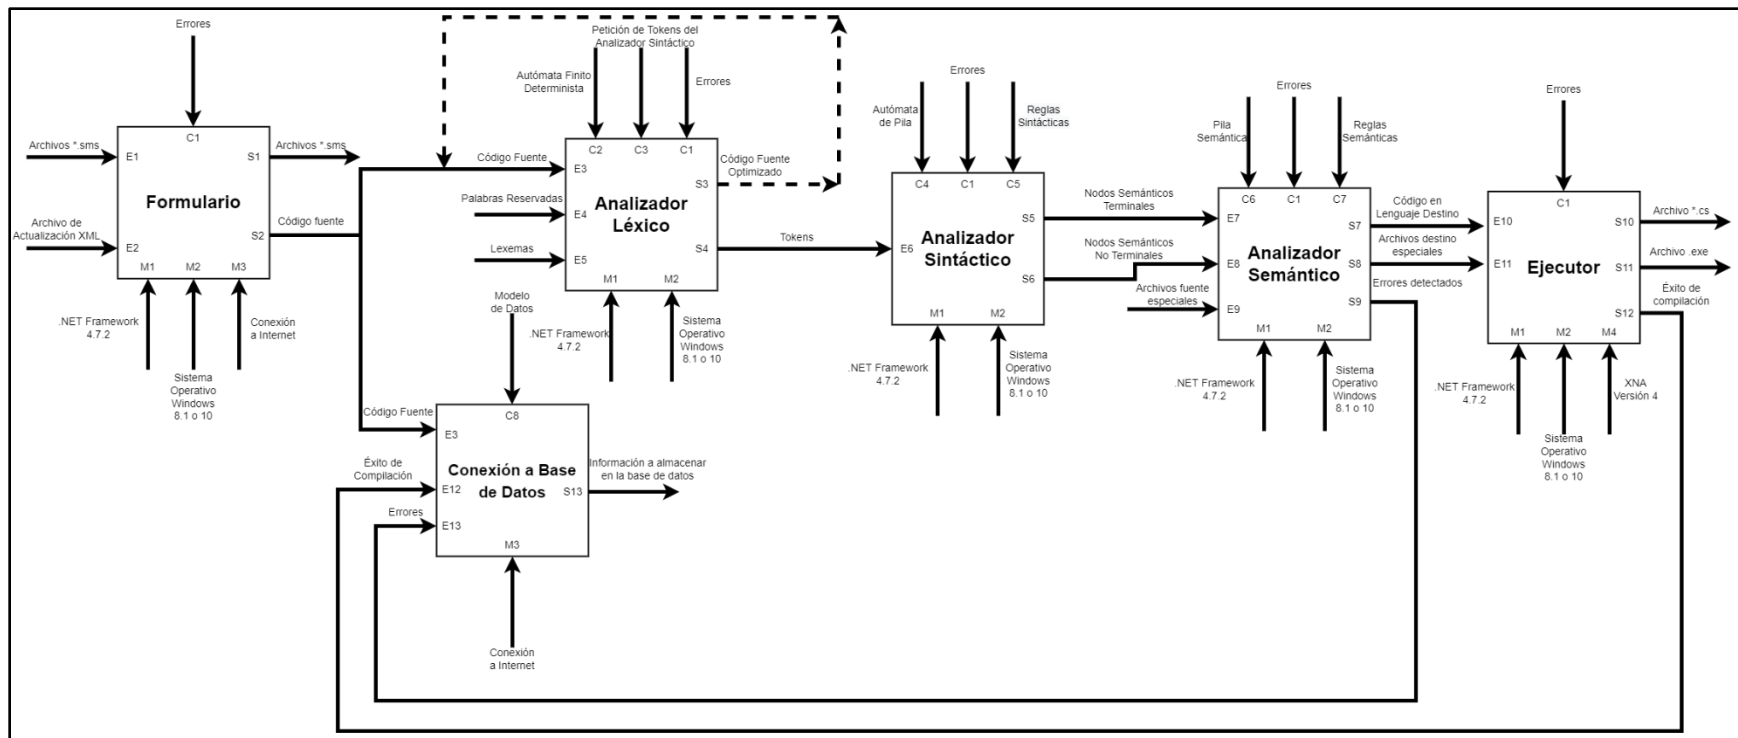 Errores
C1
Archivos *.sms
E1
S1
Archivos *.sms
Formulario
Archivo de
Actualización XML
E2
S2
Código fuente
M1
M2
M3
.NET Framework
4.7.2
Sistema
Operativo
Windows
8.1 o 10
Conexión
a Internet
Petición de Tokens del
Analizador Sintáctico
Autómata Finito
Determinista
Errores
C2
C3
C1
Código Fuente
E3
S3
Código Fuente
Optimizado
Palabras Reservadas
E4
Analizador
Léxico
Lexemas
E5
S4
Tokens
M1
M2
.NET Framework
4.7.2
Sistema
Operativo
Windows
8.1 o 10
Modelo
de Datos
C8
Código Fuente
E3
Conexión a Base
de Datos
Éxito de
Compilación
E12
S13
Información a almacenar
en la base de datos
Errores
E13
M3
Conexión
a Internet
Autómata
de Pila
Errores
Reglas
Sintácticas
C4
C1
C5
E6
Analizador
Sintáctico
S5
Nodos Semánticos
Terminales
S6
Nodos Semánticos
No Terminales
M1
M2
.NET Framework
4.7.2
Sistema
Operativo
Windows
8.1 o 10
Pila
Semántica
Errores
Reglas
Semánticas
C6
C1
C7
E7
E8
Archivos fuente
especiales
E9
Analizador
Semántico
S7
Código en
Lenguaje Destino
S8
Archivos destino
especiales
S9
Errores detectados
M1
M2
.NET Framework
4.7.2
Sistema
Operativo
Windows
8.1 o 10
Errores
C1
E10
E11
Ejecutor
S10
Archivo *.cs
S11
Archivo .exe
S12
Éxito de
compilación
M1
M2
M4
.NET Framework
4.7.2
Sistema
Operativo
Windows
8.1 o 10
XNA
Versión 4